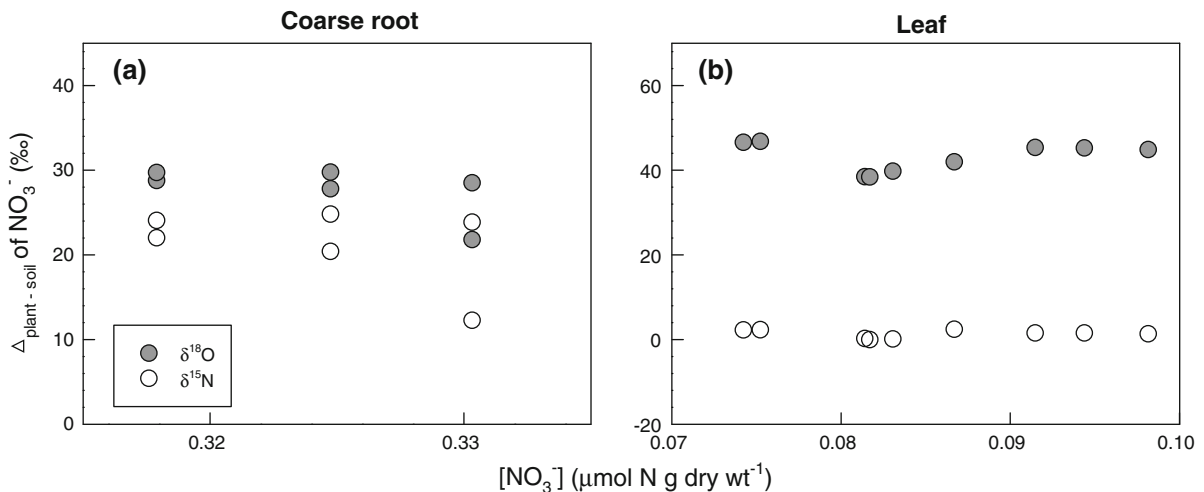 Coarse root
Leaf
(a)
(b)
Δplant - soil of NO3- (‰)
40
30
20
10
0
60
40
20
0
-20
δ18O
δ15N
0.32
0.33
0.07
0.08
0.09
0.10
[NO3-] (μmol N g dry wt-1)